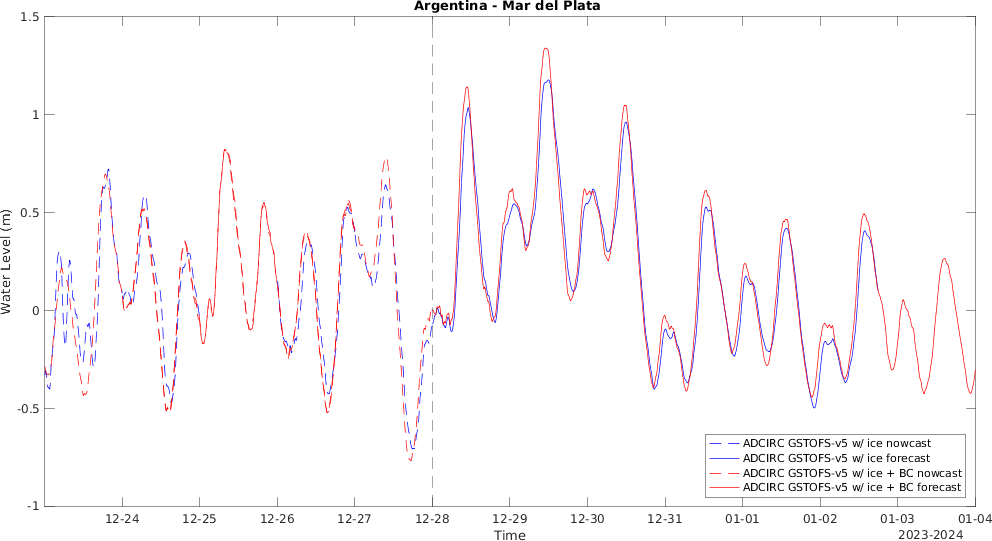 Argentina - Mar del Plata
1.5
1
0.5
0
-0.5
-1
Water Level (m)
ADCIRC GSTOFS-v5 w/ ice nowcast
ADCIRC GSTOFS-v5 w/ ice forecast
ADCIRC GSTOFS-v5 w/ ice + BC nowcast
ADCIRC GSTOFS-v5 w/ ice + BC forecast
12-24 12-25 12-26 12-27 12-28 12-29 12-30 12-31 01-01 01-02 01-03 01-04
Time
2023-2024